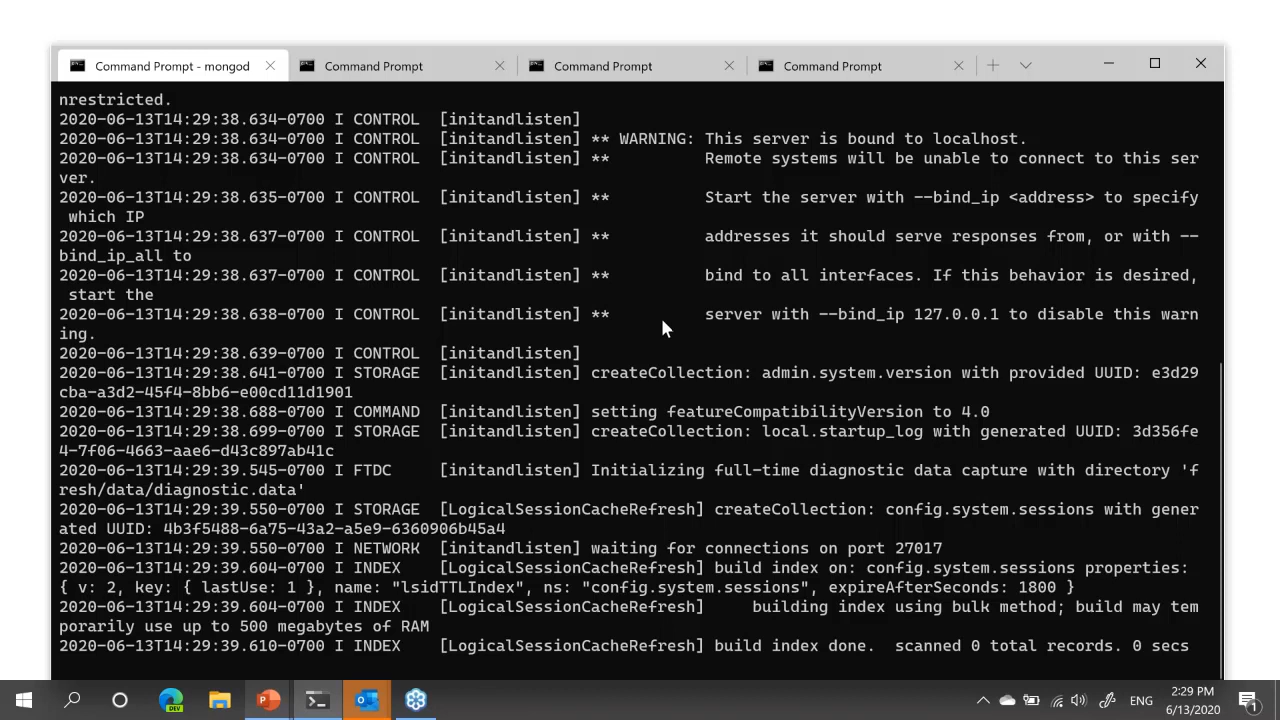 Command Prompt - mongod
Command Prompt
Command Prompt
Command Prompt
nrestricted.
2020-06-13T14:29:38.634-0700 I CONTROL  [initandlisten]
2020-06-13T14:29:38.634-0700 I CONTROL  [initandlisten] ** WARNING: This server is bound to localhost.
2020-06-13T14:29:38.634-0700 I CONTROL  [initandlisten] **          Remote systems will be unable to connect to this ser
ver.
2020-06-13T14:29:38.635-0700 I CONTROL  [initandlisten] **          Start the server with --bind_ip <address> to specify
 which IP
2020-06-13T14:29:38.637-0700 I CONTROL  [initandlisten] **          addresses it should serve responses from, or with --
bind_ip_all to
2020-06-13T14:29:38.637-0700 I CONTROL  [initandlisten] **          bind to all interfaces. If this behavior is desired,
 start the
2020-06-13T14:29:38.638-0700 I CONTROL  [initandlisten] **          server with --bind_ip 127.0.0.1 to disable this warn
ing.
2020-06-13T14:29:38.639-0700 I CONTROL  [initandlisten]
2020-06-13T14:29:38.641-0700 I STORAGE  [initandlisten] createCollection: admin.system.version with provided UUID: e3d29
cba-a3d2-45f4-8bb6-e00cd11d1901
2020-06-13T14:29:38.688-0700 I COMMAND  [initandlisten] setting featureCompatibilityVersion to 4.0
2020-06-13T14:29:38.699-0700 I STORAGE  [initandlisten] createCollection: local.startup_log with generated UUID: 3d356fe
4-7f06-4663-aae6-d43c897ab41c
2020-06-13T14:29:39.545-0700 I FTDC     [initandlisten] Initializing full-time diagnostic data capture with directory 'f
resh/data/diagnostic.data'
2020-06-13T14:29:39.550-0700 I STORAGE  [LogicalSessionCacheRefresh] createCollection: config.system.sessions with gener
ated UUID: 4b3f5488-6a75-43a2-a5e9-6360906b45a4
2020-06-13T14:29:39.550-0700 I NETWORK  [initandlisten] waiting for connections on port 27017
2020-06-13T14:29:39.604-0700 I INDEX    [LogicalSessionCacheRefresh] build index on: config.system.sessions properties:
{ v: 2, key: { lastUse: 1 }, name: "lsidTTLIndex", ns: "config.system.sessions", expireAfterSeconds: 1800 }
2020-06-13T14:29:39.604-0700 I INDEX    [LogicalSessionCacheRefresh]     building index using bulk method; build may tem
porarily use up to 500 megabytes of RAM
2020-06-13T14:29:39.610-0700 I INDEX    [LogicalSessionCacheRefresh] build index done.  scanned 0 total records. 0 secs
DEV
ENG
2:29 PM
6/13/2020
1